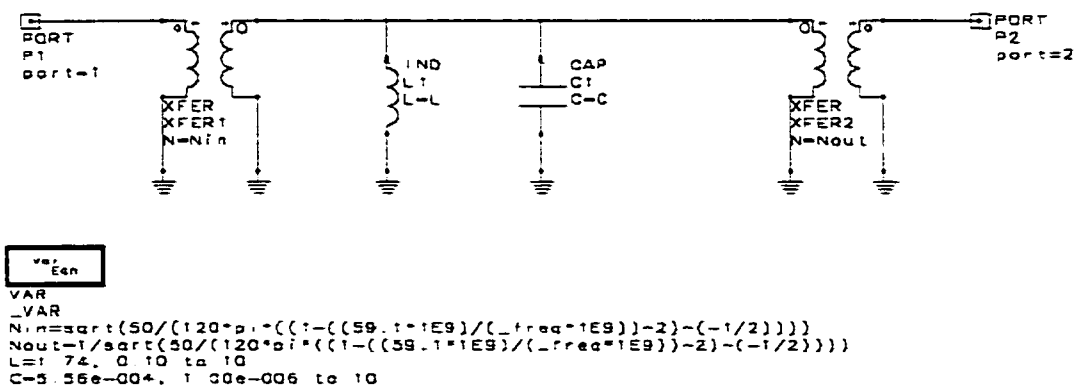 PORT
P1
port=1
XFER
XFER1
N=Nin
IND
L1
L=L
CAP
C1
C=C
XFER
XFER2
N=Nout
PORT
P2
port=2
Var
Eqn
VAR
_VAR
Nin=sqrt(50/(120*pi*((1-((59.1*1E9)/(_freq*1E9))~2)~(-1/2))))
Nout=1/sqrt(50/(120*pi*((1-((59.1*1E9)/(_freq*1E9))~2)~(-1/2))))
L=1.74, 0.10 to 10
C=5.56e-004, 1.00e-006 to 10